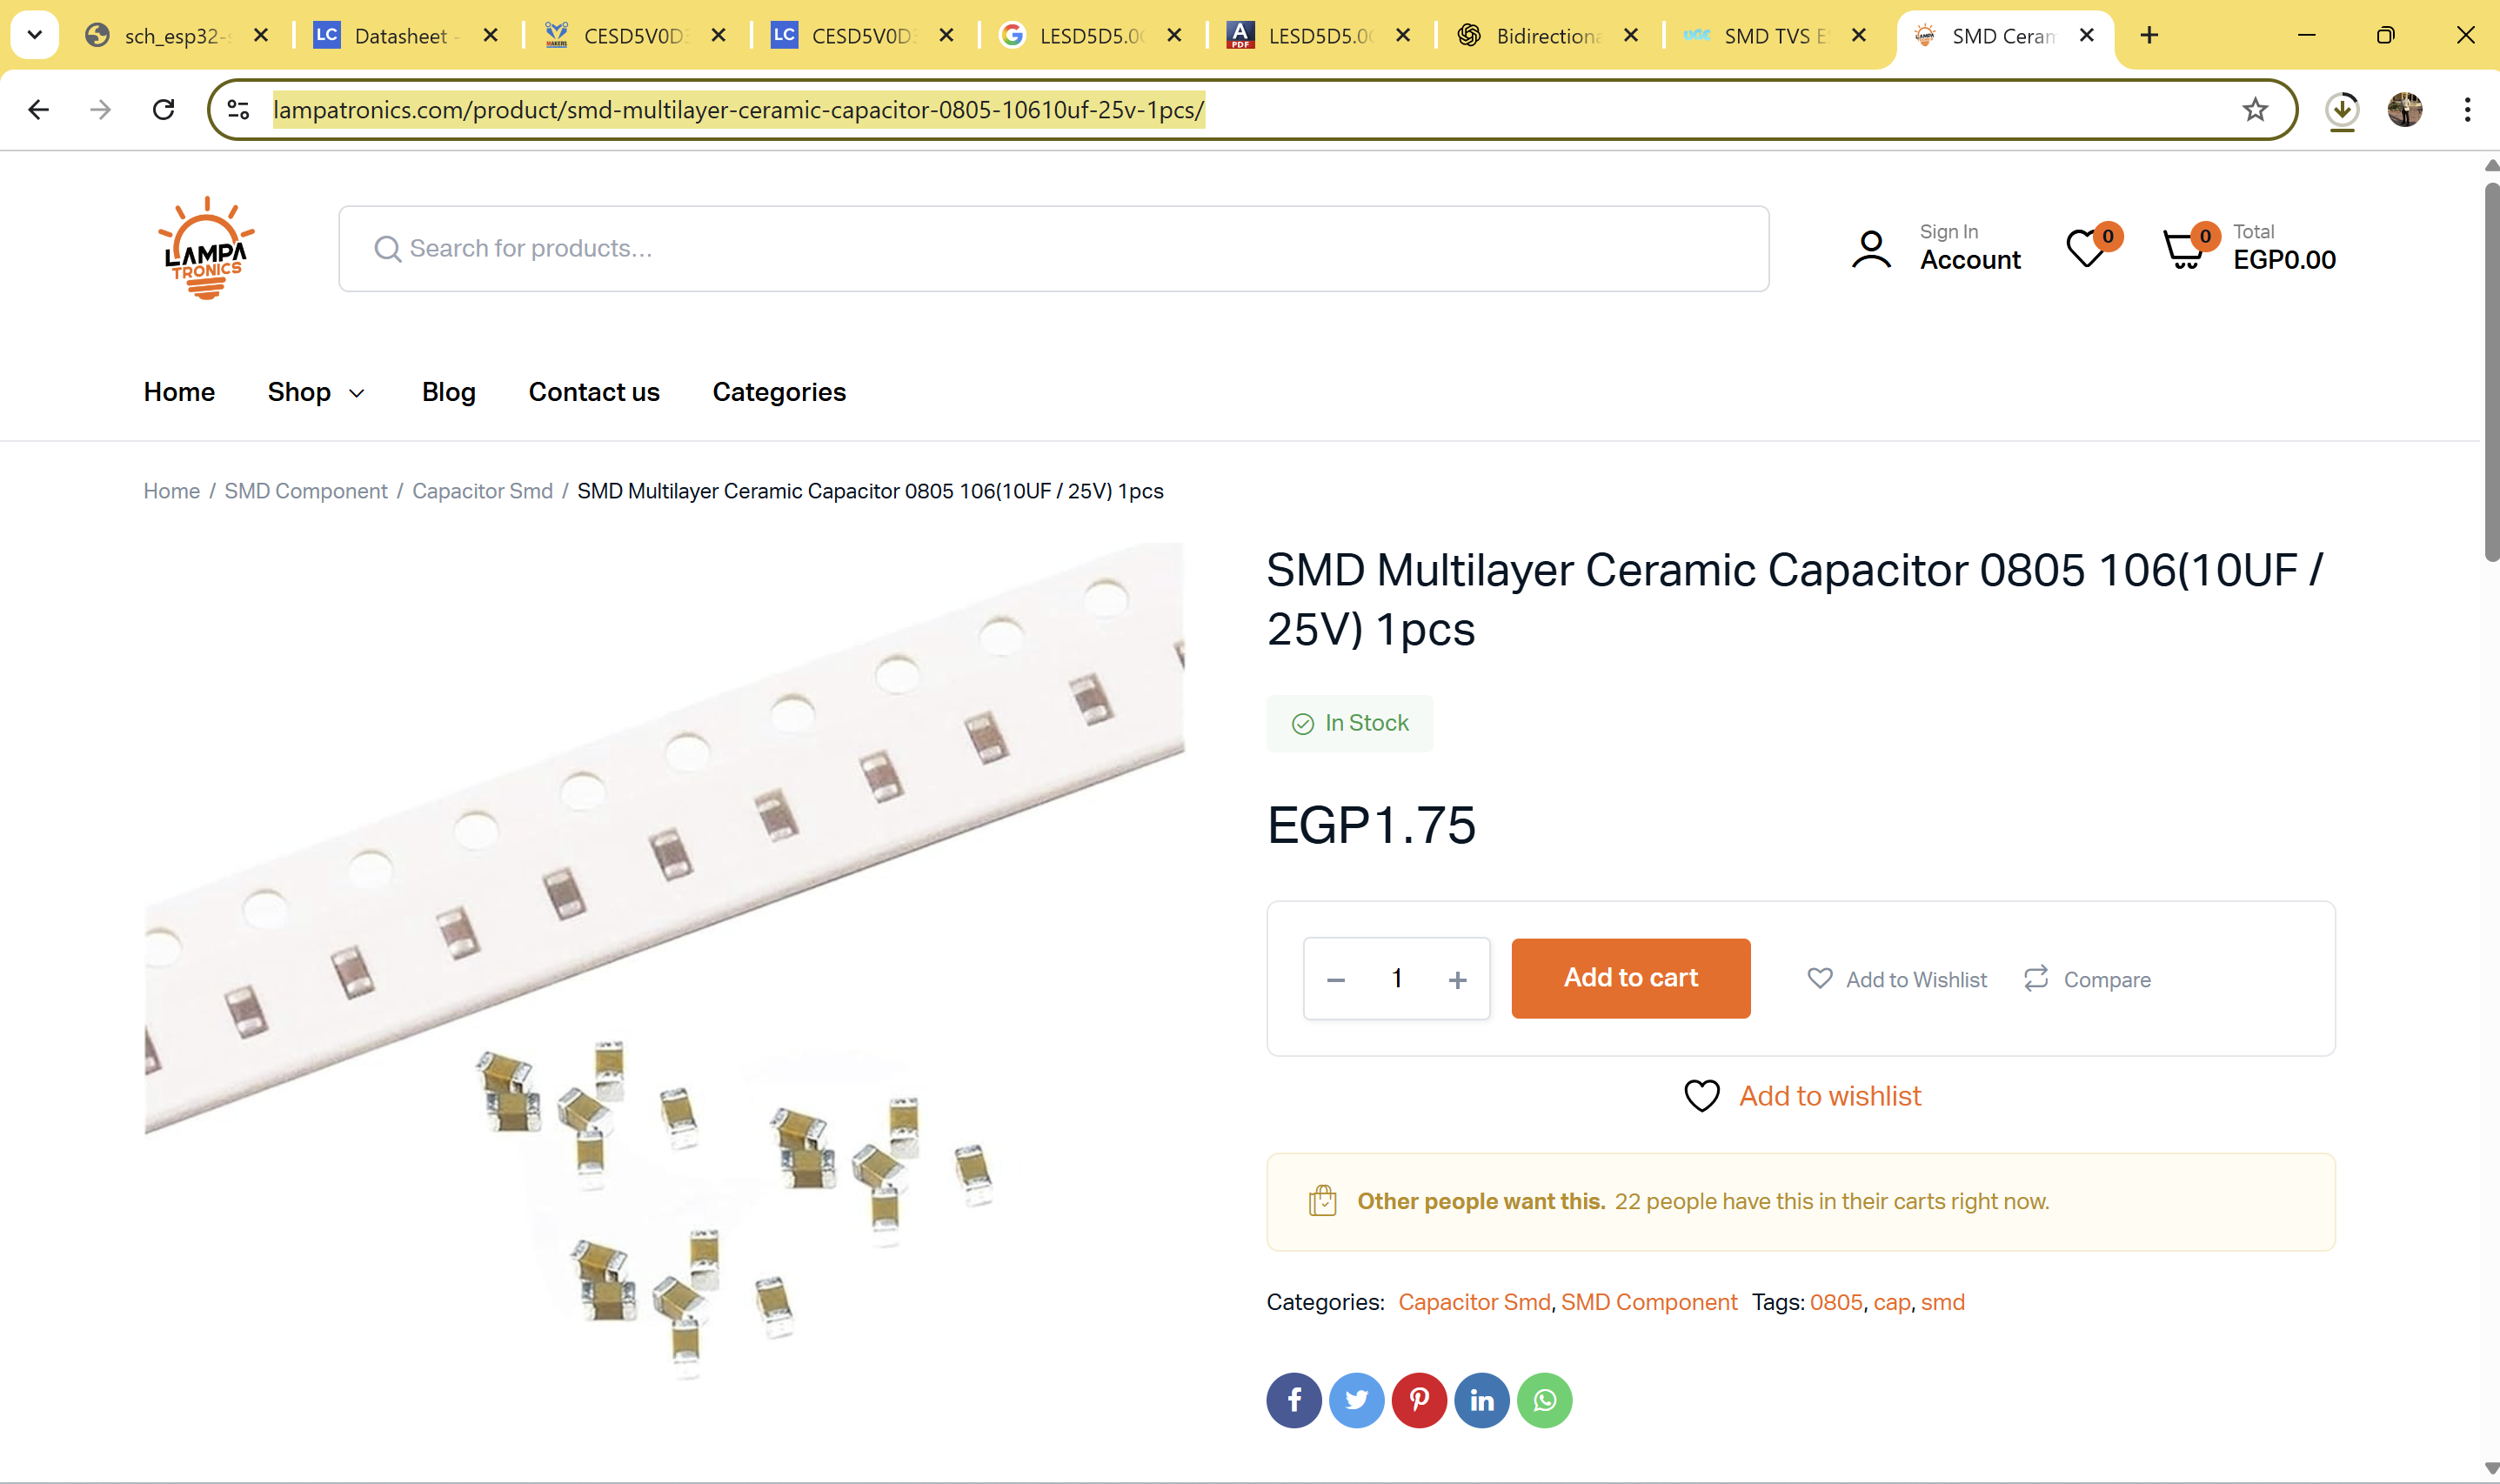 sch_esp32-s
Datasheet -
CESD5V0D3
CESD5V0D3
LESD5D5.0C
LESD5D5.0C
Bidirectiona
SMD TVS E
SMD Ceram
lampatronics.com/product/smd-multilayer-ceramic-capacitor-0805-10610uf-25v-1pcs/
LAMPA
TRONICS
Search for products...
Sign In
Account
0
0
Total
EGP0.00
Home
Shop
Blog
Contact us
Categories
Home / SMD Component / Capacitor Smd / SMD Multilayer Ceramic Capacitor 0805 106(10UF / 25V) 1pcs
SMD Multilayer Ceramic Capacitor 0805 106(10UF /
25V) 1pcs
In Stock
EGP1.75
− 1 +
Add to cart
Add to Wishlist
Compare
Add to wishlist
Other people want this. 22 people have this in their carts right now.
Categories: Capacitor Smd, SMD Component Tags: 0805, cap, smd